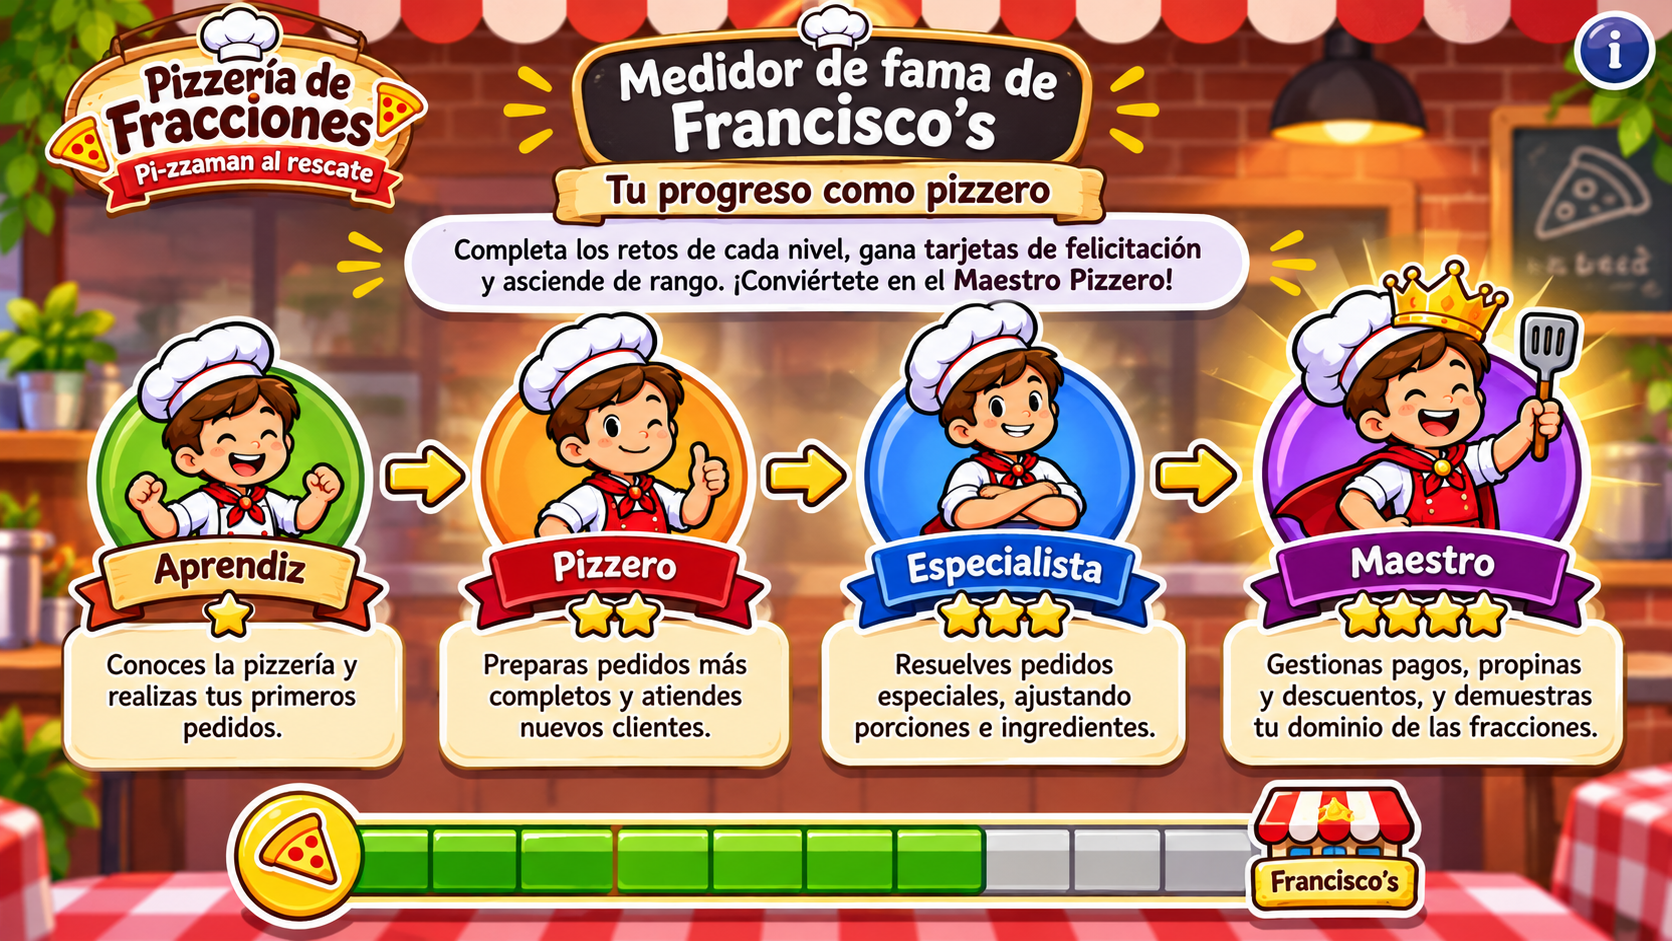 Pizzería de
Fracciones
Pi-zzaman al rescate
Medidor de fama de
Francisco's
Tu progreso como pizzero
Completa los retos de cada nivel, gana tarjetas de felicitación
y asciende de rango. ¡Conviértete en el Maestro Pizzero!
i
Aprendiz
Conoces la pizzería y
realizas tus primeros
pedidos.
Pizzero
Preparas pedidos más
completos y atiendes
nuevos clientes.
Especialista
Resuelves pedidos
especiales, ajustando
porciones e ingredientes.
Maestro
Gestionas pagos, propinas
y descuentos, y demuestras
tu dominio de las fracciones.
Francisco's